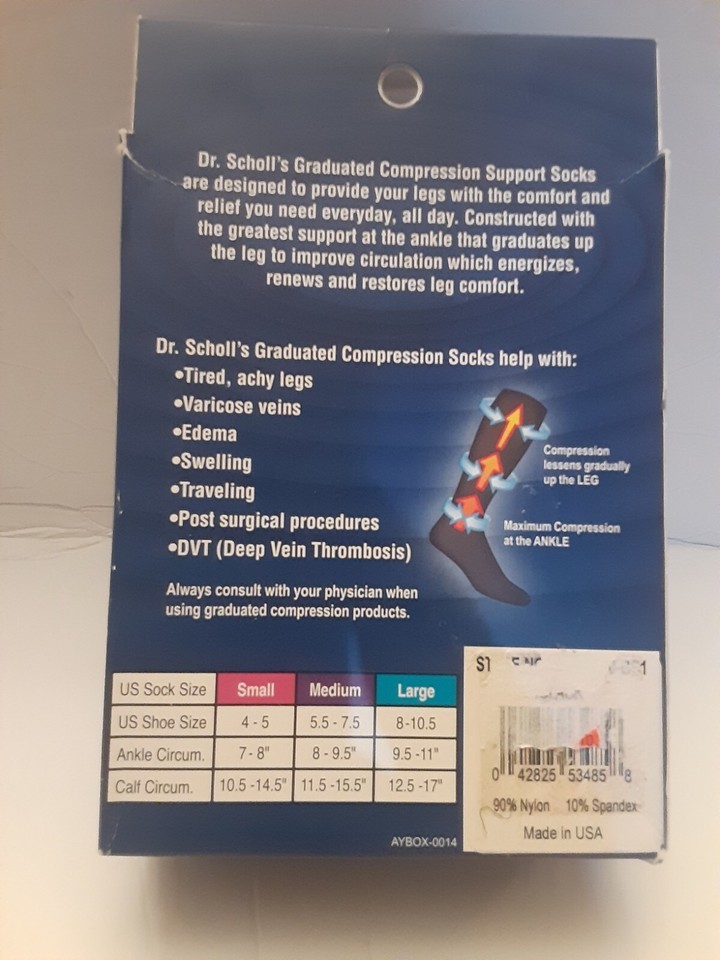 Dr. Scholl's Graduated Compression Support Socks
are designed to provide your legs with the comfort and
relief you need everyday, all day. Constructed with
the greatest support at the ankle that graduates up
the leg to improve circulation which energizes,
renews and restores leg comfort.
Dr. Scholl's Graduated Compression Socks help with:
•Tired, achy legs
•Varicose veins
•Edema
•Swelling
•Traveling
•Post surgical procedures
•DVT (Deep Vein Thrombosis)
Compression
lessens gradually
up the LEG
Maximum Compression
at the ANKLE
Always consult with your physician when
using graduated compression products.
US Sock Size Small Medium Large
US Shoe Size 4 - 5 5.5 - 7.5 8-10.5
Ankle Circum. 7- 8" 8 - 9.5" 9.5 -11"
Calf Circum. 10.5 -14.5" 11.5 -15.5" 12.5 -17"
AYBOX-0014
0 42825 53485 8
90% Nylon 10% Spandex
Made in USA